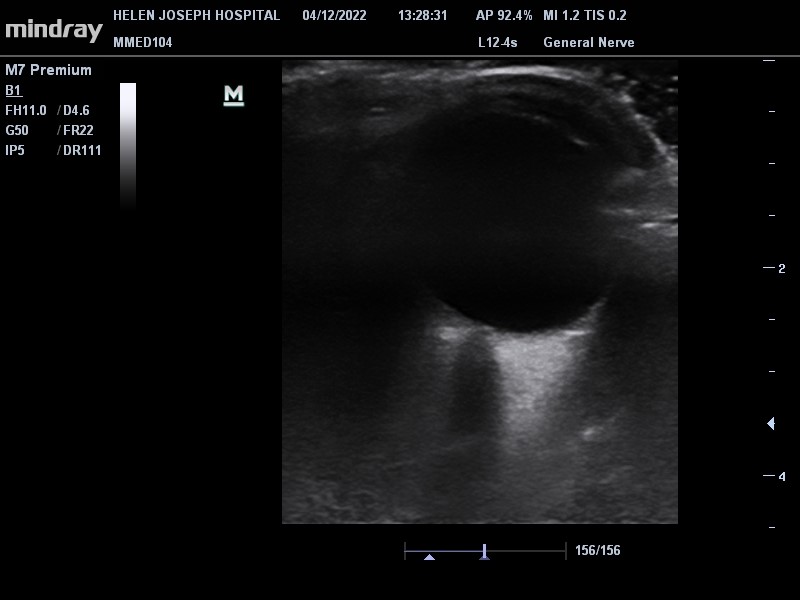 mindray
HELEN JOSEPH HOSPITAL 04/12/2022 13:28:31 AP 92.4% MI 1.2 TIS 0.2
MMED104 L12-4s General Nerve
M7 Premium
B1
FH11.0 / D4.6
G50 / FR22
IP5 / DR111
M
2
4
156/156